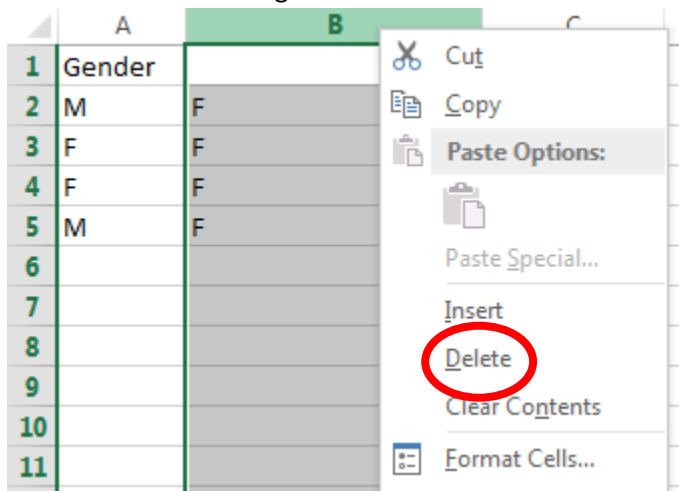 A B C
1 Gender
2 M F
3 F F
4 F F
5 M F
6
7
8
9
10
11
Cut
Copy
Paste Options:
Paste Special...
Insert
Delete
Clear Contents
Format Cells...